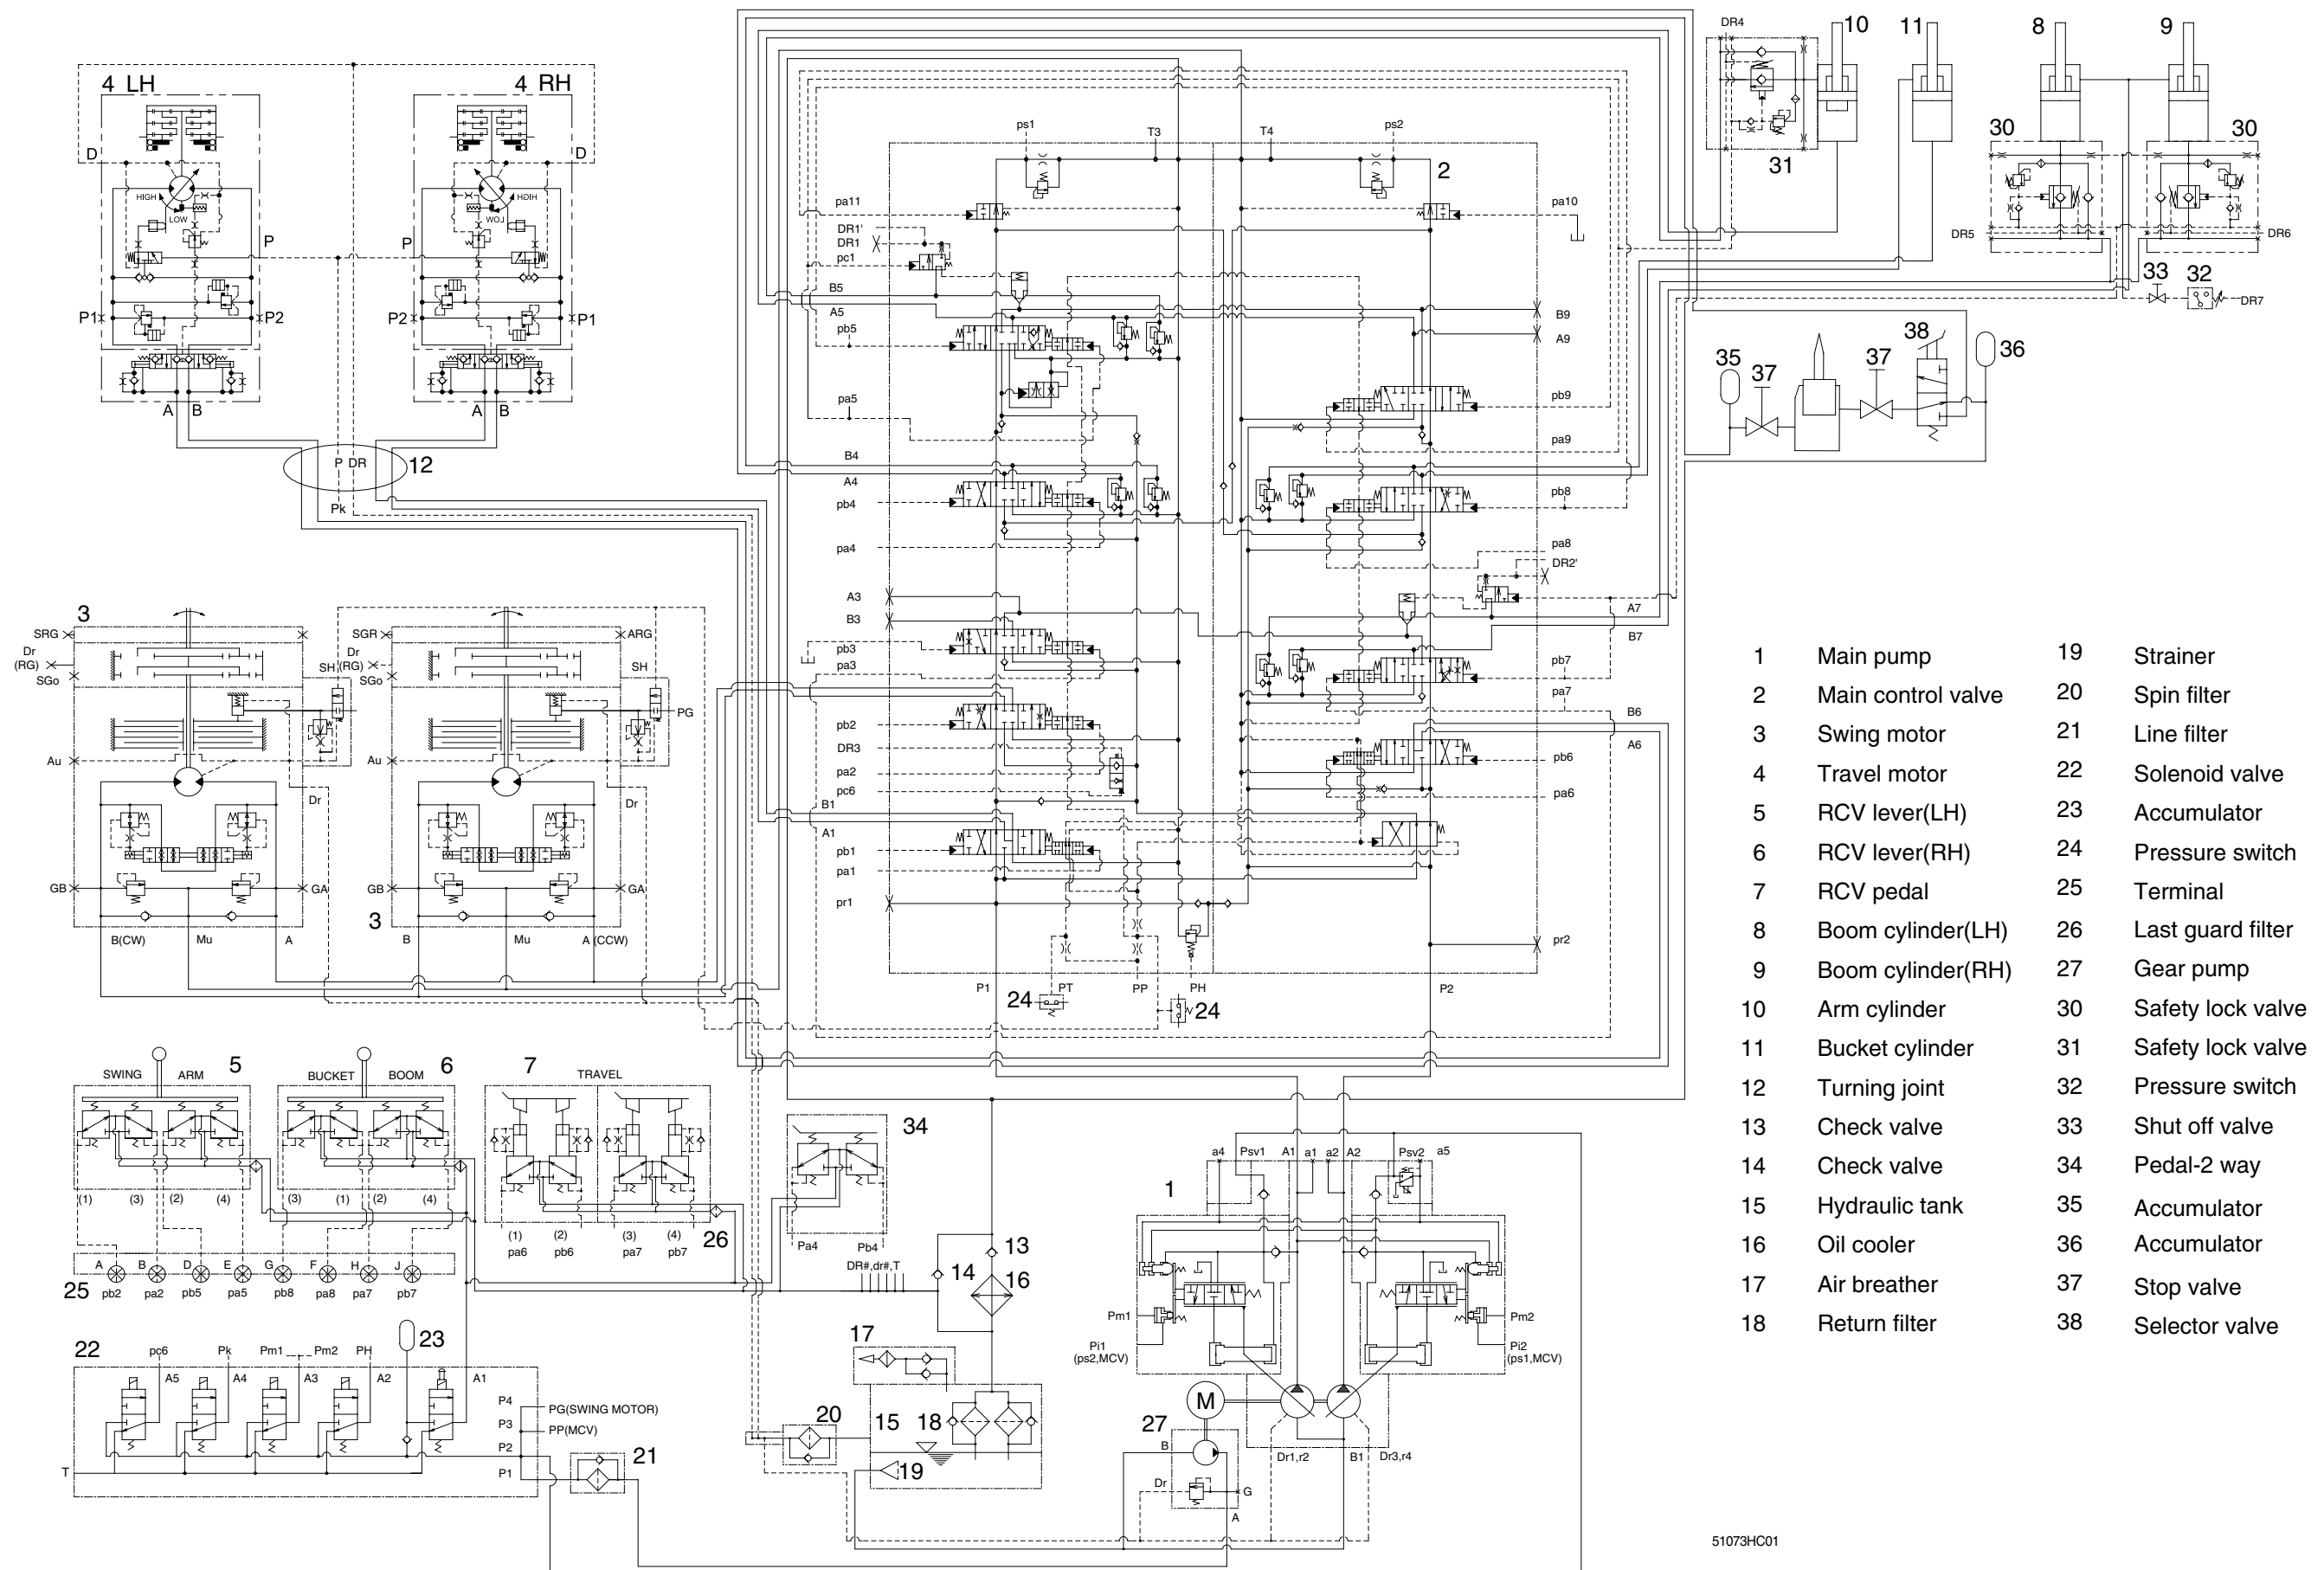 4 LH
4 RH
D
D
HIGH
LOW
HIGH
LOW
P
P
P1
P2
P2
P1
A
B
A
B
P
DR
12
Pk
3
SRG
Dr
(RG)
SGo
SH
Au
Dr
GB
GA
B(CW)
Mu
A
SGR
ARG
Dr
(RG)
SGo
SH
PG
Au
Dr
GB
GA
3
B
Mu
A (CCW)
ps1
T3
T4
ps2
2
pa11
pa10
DR1'
DR1
pc1
B5
A5
pb5
B9
A9
pa5
pb9
pa9
B4
A4
pb4
pb8
pa4
pa8
DR2'
A3
B3
A7
B7
pb3
pa3
pb7
pa7
pb2
B6
DR3
A6
pa2
pb6
pc6
pa6
B1
A1
pb1
pa1
pr1
pr2
P1
PT
PP
PH
P2
24
24
DR4
10
11
8
9
31
30
30
DR5
DR6
33
32
DR7
35
37
37
38
36
5
SWING
ARM
(1)
(3)
(2)
(4)
6
BUCKET
BOOM
(3)
(1)
(2)
(4)
7
TRAVEL
(1)
(2)
(3)
(4)
pa6
pb6
pa7
pb7
26
34
Pa4
Pb4
DR#,dr#,T
13
14
16
A
B
D
E
G
F
H
J
25
pb2
pa2
pb5
pa5
pb8
pa8
pa7
pb7
22
23
pc6
Pk
Pm1
Pm2
PH
A5
A4
A3
A2
A1
P4
P3
P2
P1
PG(SWING MOTOR)
PP(MCV)
T
21
20
17
15
18
19
1
a4
Psv1
A1
a1
a2
A2
Psv2
a5
Pm1
Pi1
(ps2,MCV)
Pm2
Pi2
(ps1,MCV)
M
27
B
Dr
G
A
Dr1,r2
B1
Dr3,r4
1 Main pump
2 Main control valve
3 Swing motor
4 Travel motor
5 RCV lever(LH)
6 RCV lever(RH)
7 RCV pedal
8 Boom cylinder(LH)
9 Boom cylinder(RH)
10 Arm cylinder
11 Bucket cylinder
12 Turning joint
13 Check valve
14 Check valve
15 Hydraulic tank
16 Oil cooler
17 Air breather
18 Return filter
19 Strainer
20 Spin filter
21 Line filter
22 Solenoid valve
23 Accumulator
24 Pressure switch
25 Terminal
26 Last guard filter
27 Gear pump
30 Safety lock valve
31 Safety lock valve
32 Pressure switch
33 Shut off valve
34 Pedal-2 way
35 Accumulator
36 Accumulator
37 Stop valve
38 Selector valve
51073HC01